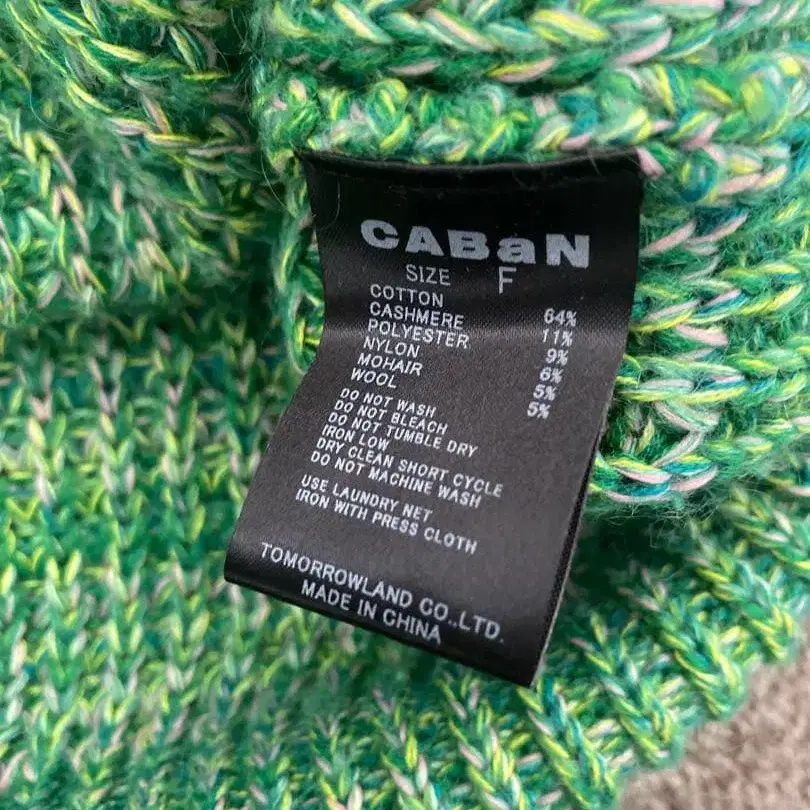 CABaN
SIZE F
COTTON 64%
CASHMERE 11%
POLYESTER 9%
NYLON 6%
MOHAIR 5%
WOOL 5%
DO NOT WASH
DO NOT BLEACH
DO NOT TUMBLE DRY
IRON LOW
DRY CLEAN SHORT CYCLE
DO NOT MACHINE WASH
USE LAUNDRY NET
IRON WITH PRESS CLOTH
TOMORROWLAND CO.,LTD.
MADE IN CHINA